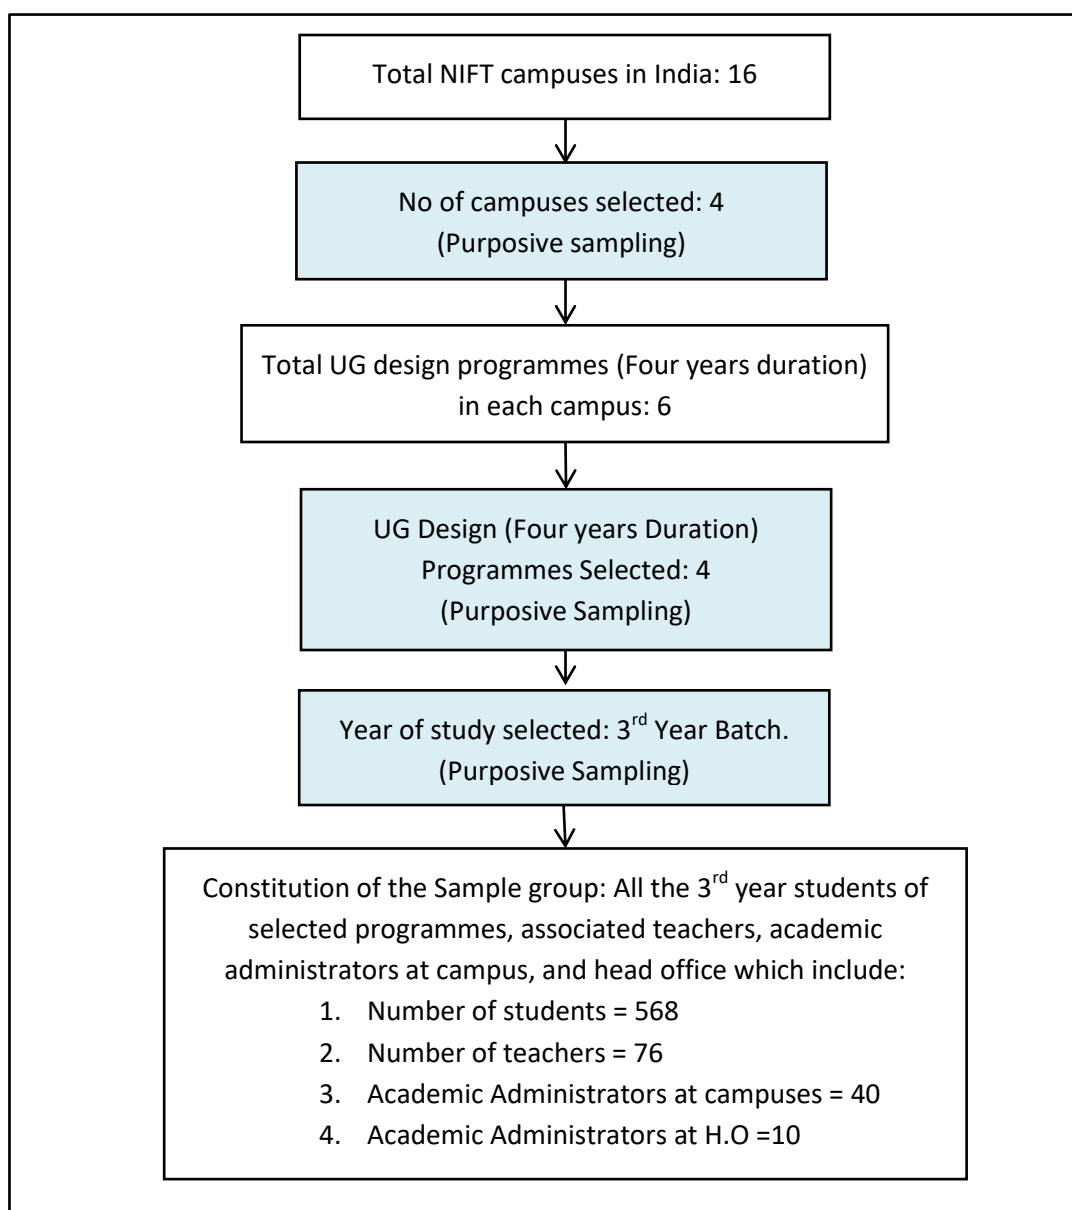 Total NIFT campuses in India: 16
No of campuses selected: 4
(Purposive sampling)
Total UG design programmes (Four years duration)
in each campus: 6
UG Design (Four years Duration)
Programmes Selected: 4
(Purposive Sampling)
Year of study selected: 3rd Year Batch.
(Purposive Sampling)
Constitution of the Sample group: All the 3rd year students of
selected programmes, associated teachers, academic
administrators at campus, and head office which include:
1. Number of students = 568
2. Number of teachers = 76
3. Academic Administrators at campuses = 40
4. Academic Administrators at H.O =10